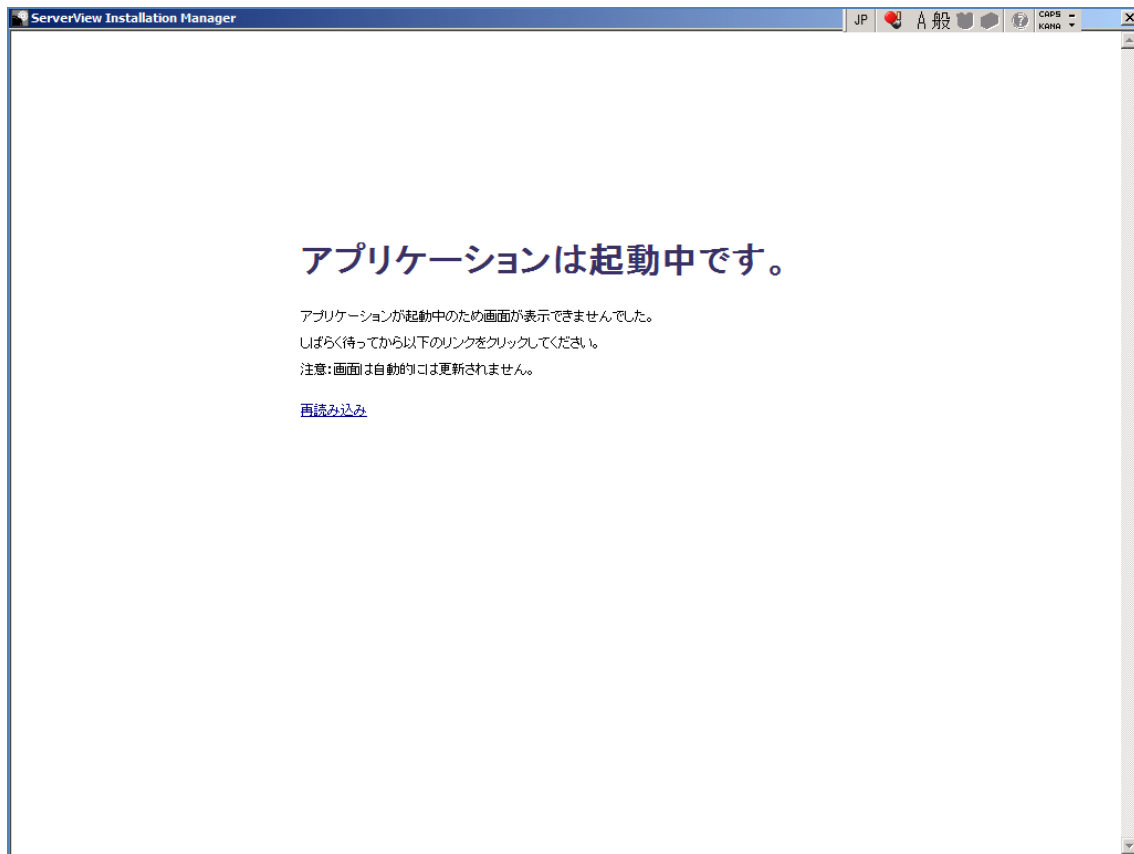 ServerView Installation Manager
JP A 般 CAPS KANA
アプリケーションは起動中です。
アプリケーションが起動中のため画面が表示できませんでした。
しばらく待ってから以下のリンクをクリックしてください。
注意:画面は自動的には更新されません。
再読み込み